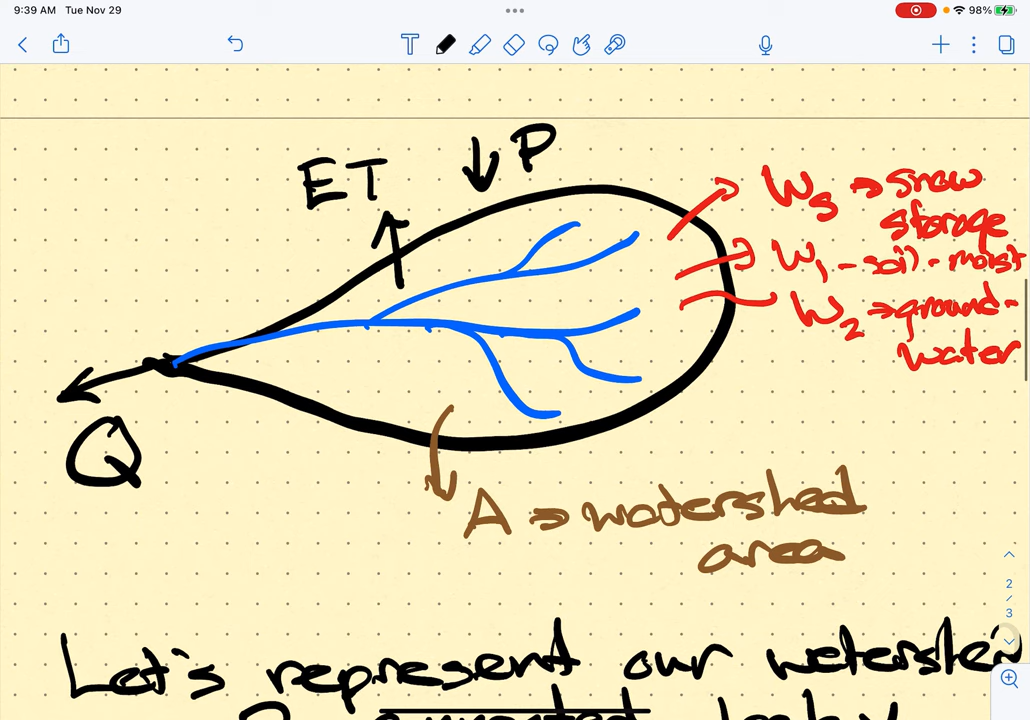 9:39 AM Tue Nov 29
98%
T
ET
P
Ws ⇒ snow
storage
W1 - soil - moist
W2 ⇒ ground-
water
Q
A ⇒ watershed
area
2
/
3
Let's represent our watershed